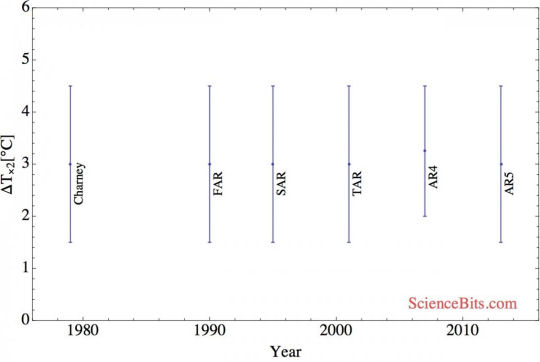 6
5
4
3
2
1
0
ΔT×2[°C]
Charney
FAR
SAR
TAR
AR4
AR5
ScienceBits.com
1980
1990
2000
2010
Year